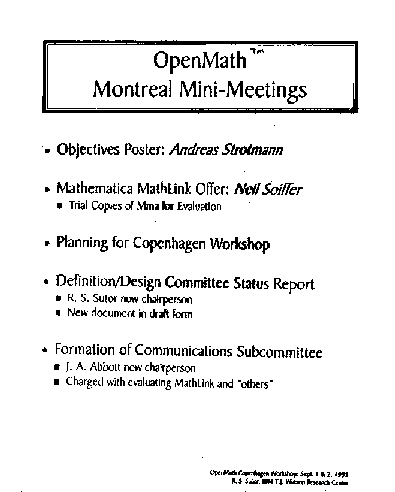 OpenMath™
Montreal Mini-Meetings
• Objectives Poster: Andreas Strotmann
• Mathematica MathLink Offer: Neil Soiffer
■ Trial Copies of Mma for Evaluation
• Planning for Copenhagen Workshop
• Definition/Design Committee Status Report
■ R. S. Sutor now chairperson
■ New document in draft form
• Formation of Communications Subcommittee
■ J. A. Abbott now chairperson
■ Charged with evaluating MathLink and "others"
OpenMath Copenhagen Workshop: Sept. 1 & 2, 1995
R. S. Sutor, IBM T.J. Watson Research Center